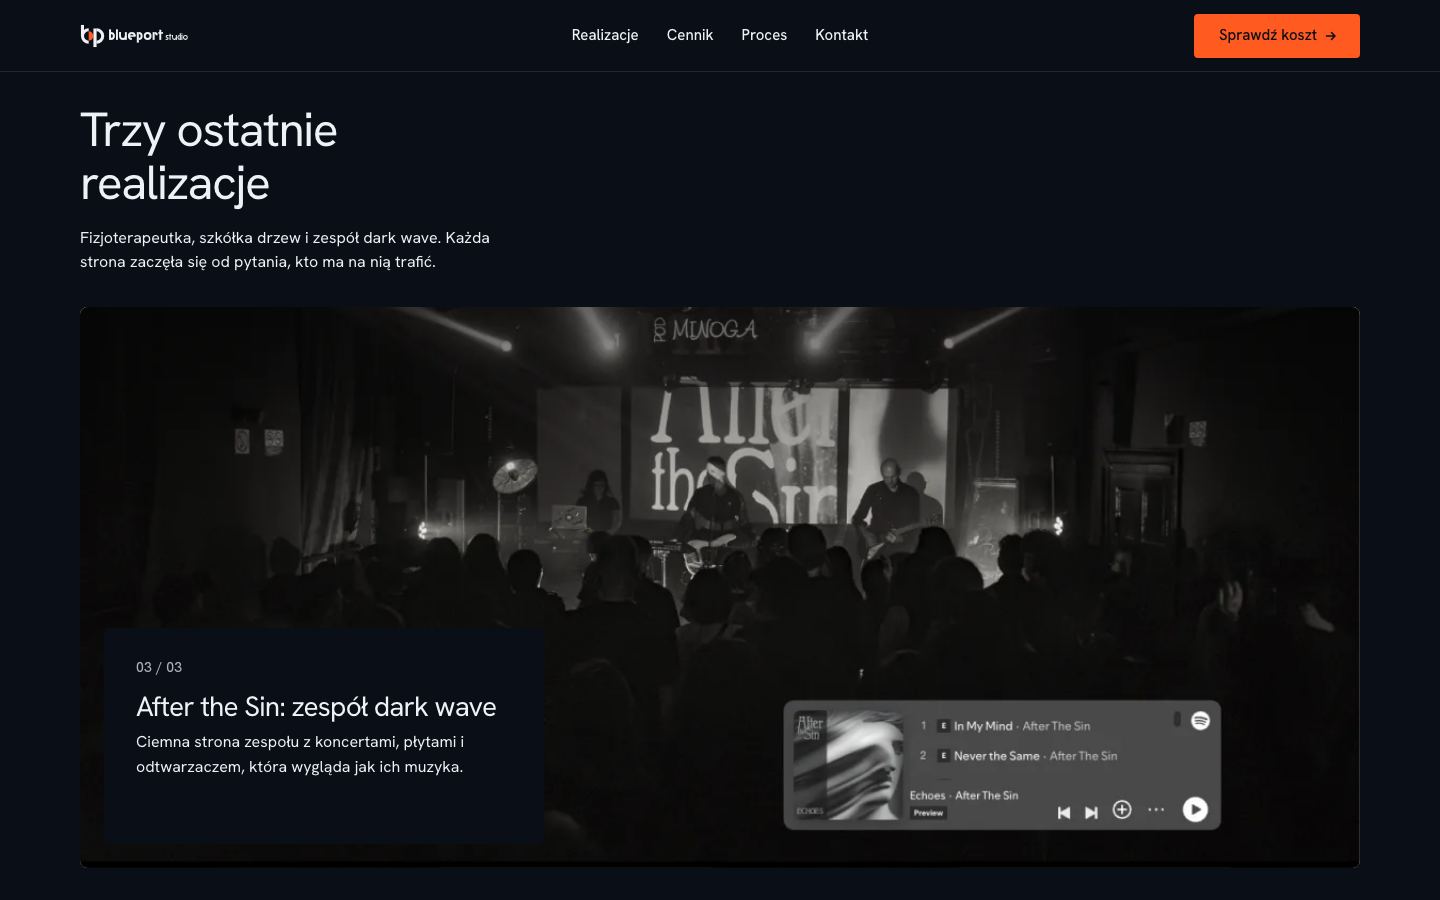 blueport studio
Realizacje
Cennik
Proces
Kontakt
Sprawdź koszt →
Trzy ostatnie
realizacje
Fizjoterapeutka, szkółka drzew i zespół dark wave. Każda
strona zaczęła się od pytania, kto ma na nią trafić.
POD MINOGA
After
the Sin
03 / 03
After the Sin: zespół dark wave
Ciemna strona zespołu z koncertami, płytami i
odtwarzaczem, która wygląda jak ich muzyka.
After
the Sin
ECHOES
1 E In My Mind · After The Sin
2 E Never the Same · After The Sin
Echoes · After The Sin
Preview